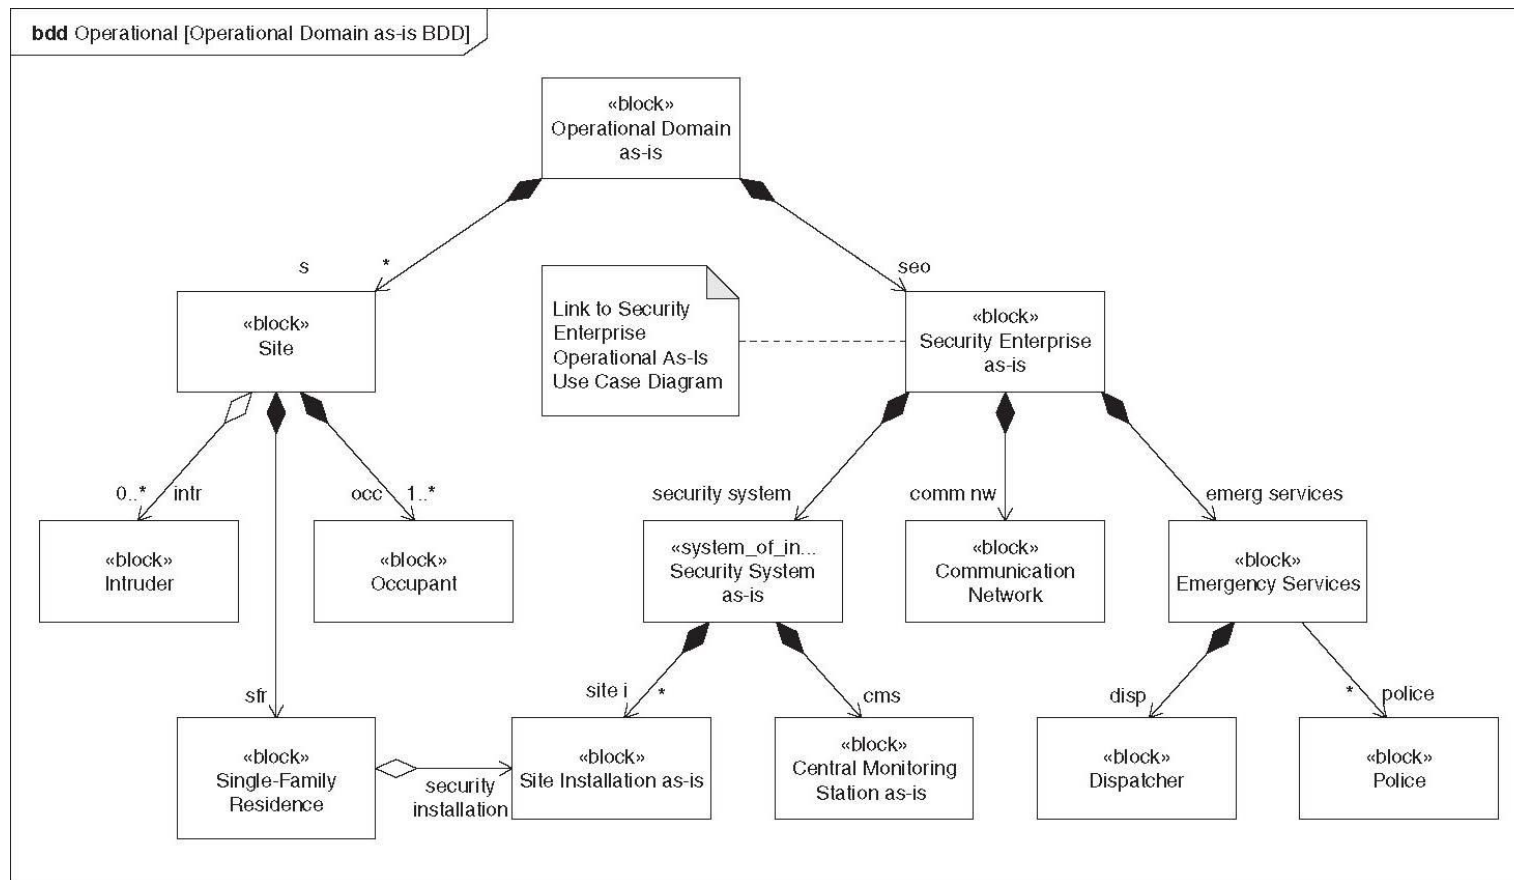 bdd Operational [Operational Domain as-is BDD]
«block»
Operational Domain
as-is
s
*
seo
«block»
Site
Link to Security
Enterprise
Operational As-Is
Use Case Diagram
«block»
Security Enterprise
as-is
0..*
intr
occ
1..*
security system
comm nw
emerg services
«block»
Intruder
«block»
Occupant
«system_of_in...
Security System
as-is
«block»
Communication
Network
«block»
Emergency Services
sfr
site i
*
cms
disp
*
police
«block»
Single-Family
Residence
security
installation
«block»
Site Installation as-is
«block»
Central Monitoring
Station as-is
«block»
Dispatcher
«block»
Police